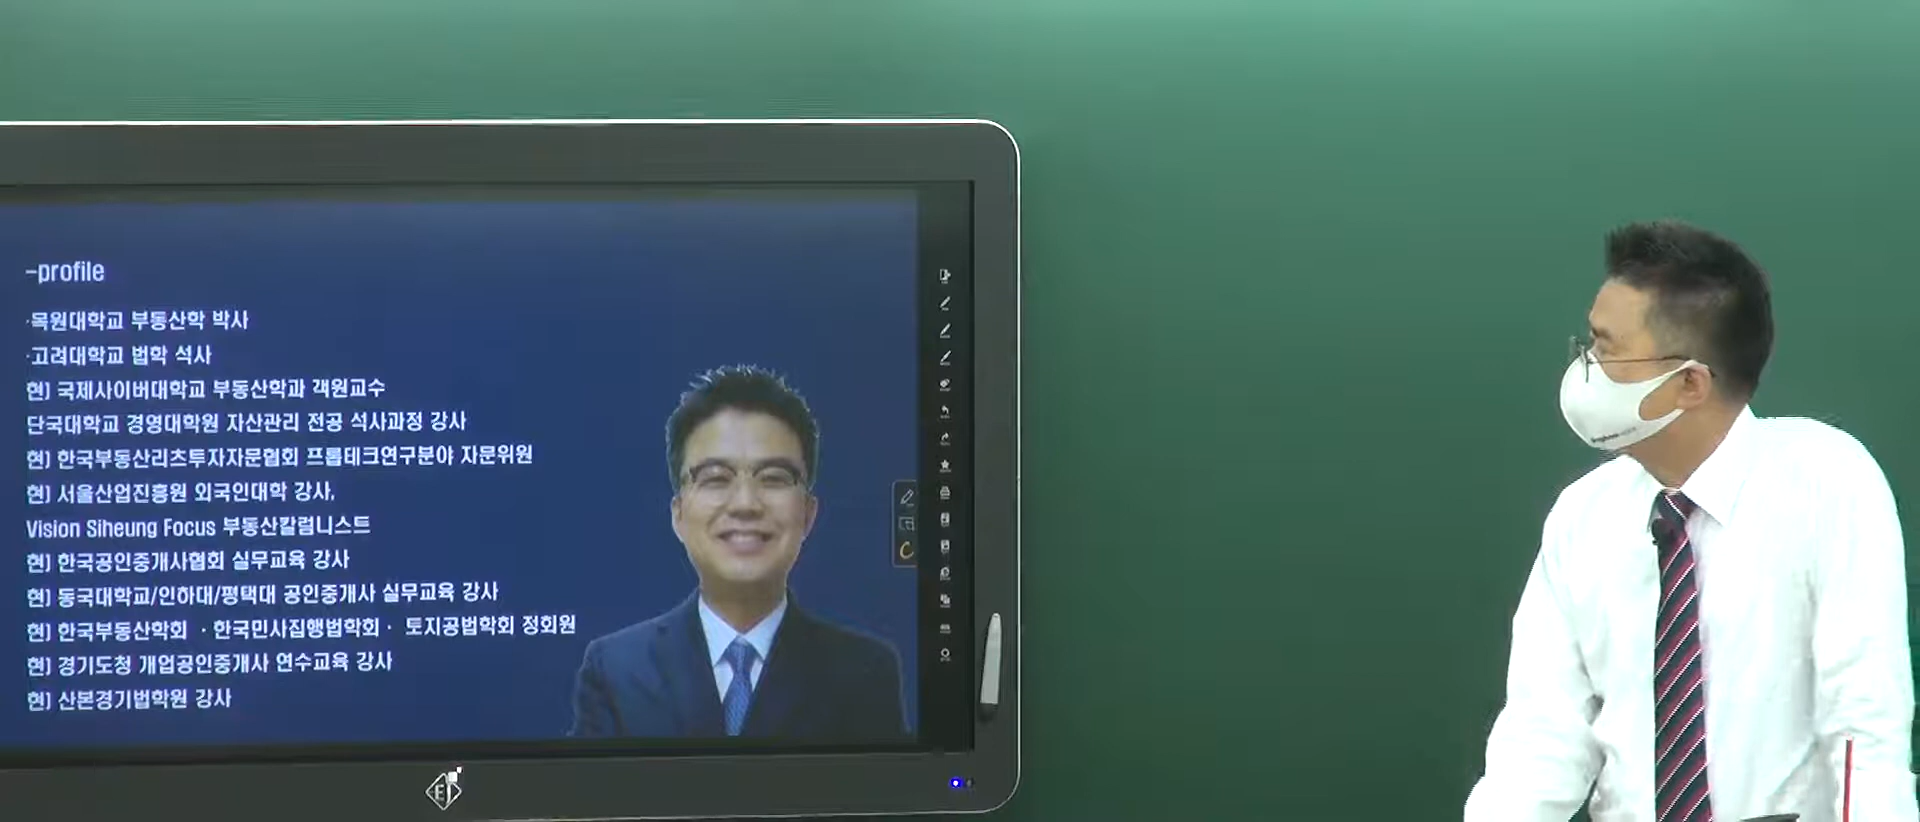 -profile
·목원대학교 부동산학 박사
·고려대학교 법학 석사
현) 국제사이버대학교 부동산학과 객원교수
단국대학교 경영대학원 자산관리 전공 석사과정 강사
현) 한국부동산리츠투자자문협회 프롭테크연구분야 자문위원
현) 서울산업진흥원 외국인대학 강사,
Vision Siheung Focus 부동산칼럼니스트
현) 한국공인중개사협회 실무교육 강사
현) 동국대학교/인하대/평택대 공인중개사 실무교육 강사
현) 한국부동산학회 · 한국민사집행법학회 · 토지공법학회 정회원
현) 경기도청 개업공인중개사 연수교육 강사
현) 산본경기법학원 강사